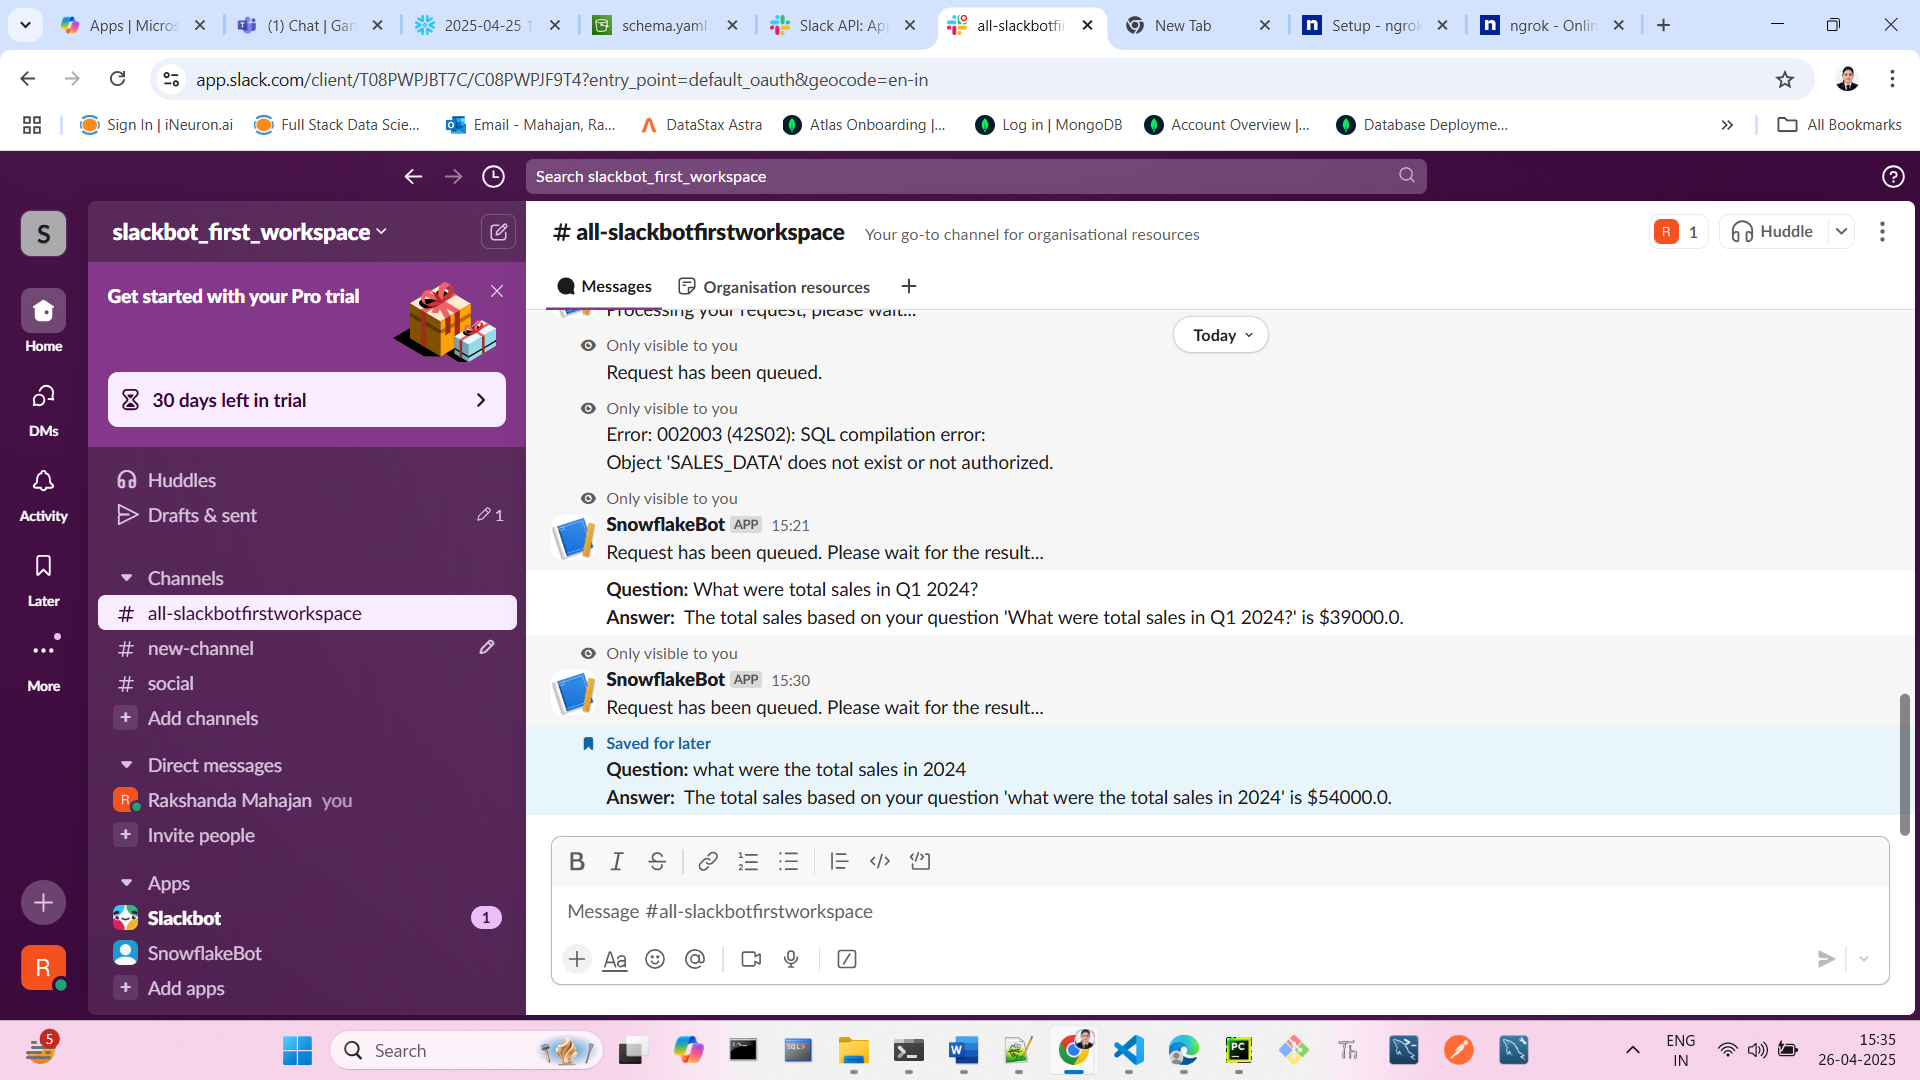 Apps | Micros
(1) Chat | Gan
2025-04-25 1
schema.yaml
Slack API: Ap
all-slackbotfir
New Tab
Setup - ngrok
ngrok - Onlin
app.slack.com/client/T08PWPJBT7C/C08PWPJF9T4?entry_point=default_oauth&geocode=en-in
Sign In | iNeuron.ai
Full Stack Data Scie...
Email - Mahajan, Ra...
DataStax Astra
Atlas Onboarding |...
Log in | MongoDB
Account Overview |...
Database Deployme...
All Bookmarks
Search slackbot_first_workspace
S
slackbot_first_workspace
Get started with your Pro trial
30 days left in trial
Home
DMs
Activity
Later
More
Huddles
Drafts & sent
1
Channels
# all-slackbotfirstworkspace
# new-channel
# social
Add channels
Direct messages
R
Rakshanda Mahajan you
Invite people
Apps
Slackbot
1
SnowflakeBot
Add apps
R
# all-slackbotfirstworkspace
Your go-to channel for organisational resources
R 1
Huddle
Messages
Organisation resources
Processing your request, please wait...
Today
Only visible to you
Request has been queued.
Only visible to you
Error: 002003 (42S02): SQL compilation error:
Object 'SALES_DATA' does not exist or not authorized.
Only visible to you
SnowflakeBot APP 15:21
Request has been queued. Please wait for the result...
Question: What were total sales in Q1 2024?
Answer: The total sales based on your question 'What were total sales in Q1 2024?' is $39000.0.
Only visible to you
SnowflakeBot APP 15:30
Request has been queued. Please wait for the result...
Saved for later
Question: what were the total sales in 2024
Answer: The total sales based on your question 'what were the total sales in 2024' is $54000.0.
B I S
Message #all-slackbotfirstworkspace
Aa
5
Search
SQL>
W
PC
Th
ENG
IN
15:35
26-04-2025